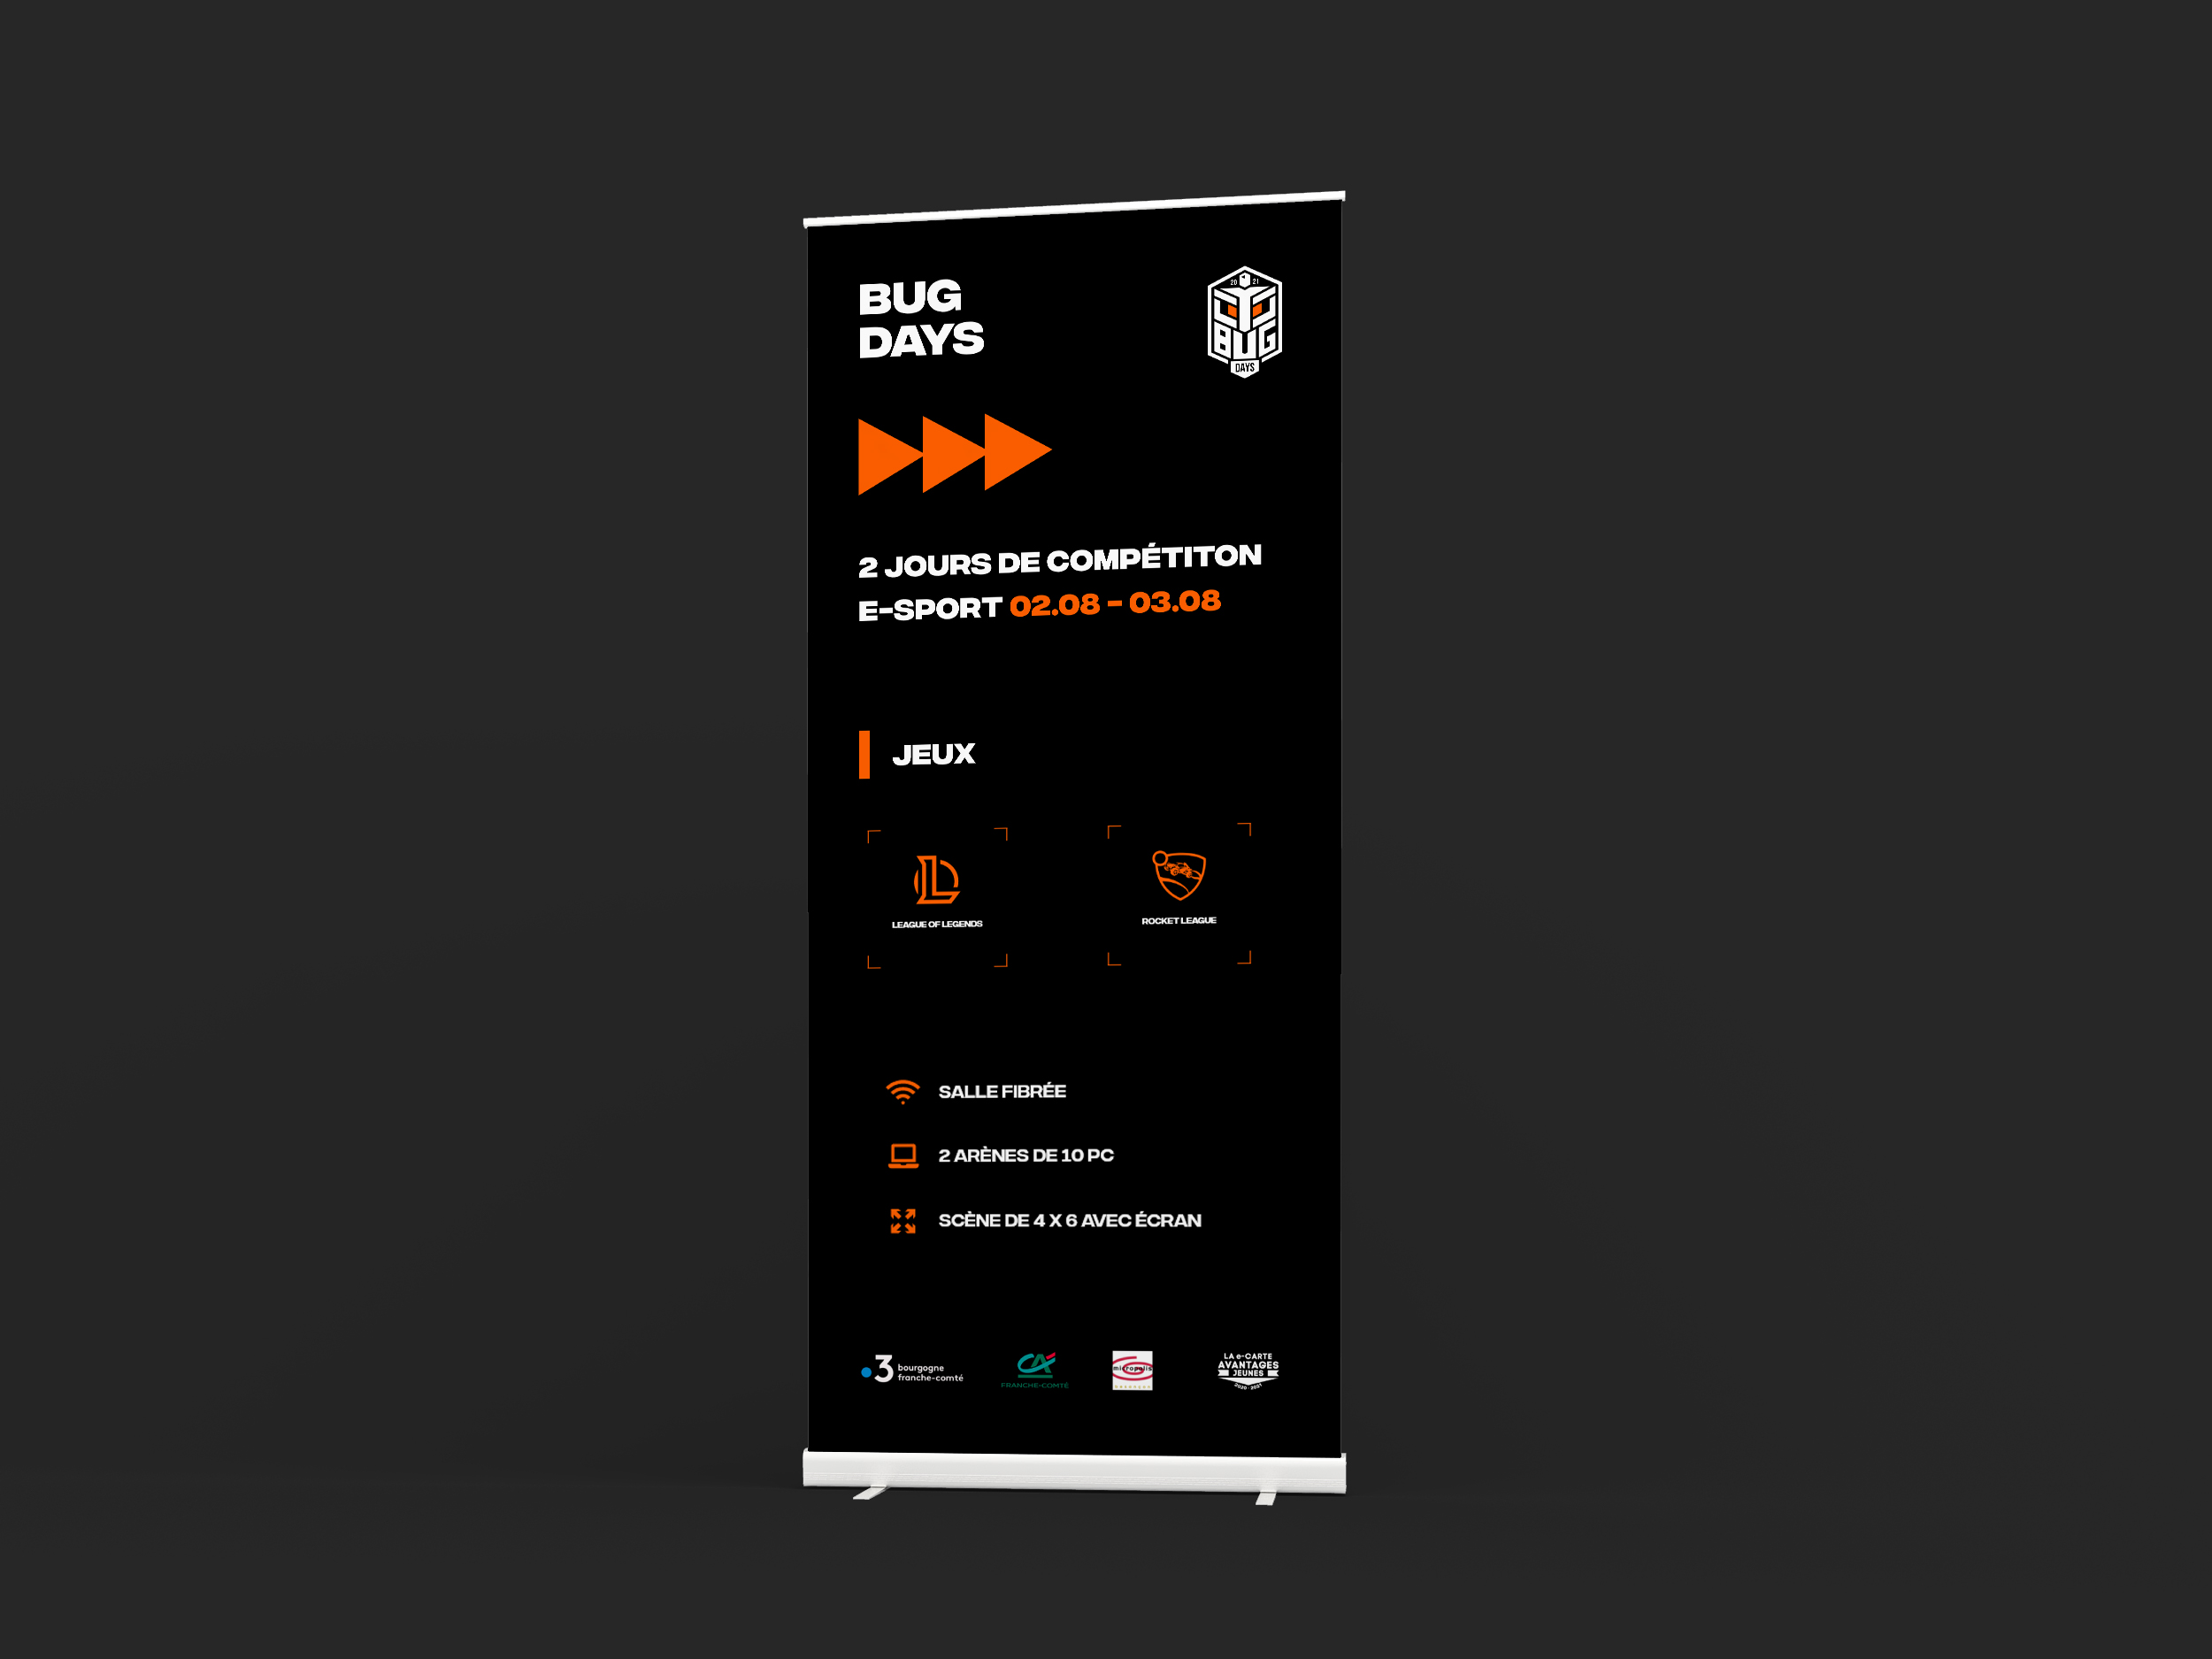 BUG
DAYS
20 21
BUG
DAYS
2 JOURS DE COMPÉTITON
E-SPORT 02.08 - 03.08
JEUX
LEAGUE OF LEGENDS
ROCKET LEAGUE
SALLE FIBRÉE
2 ARÈNES DE 10 PC
SCÈNE DE 4 X 6 AVEC ÉCRAN
3 bourgogne
franche-comté
CA
FRANCHE-COMTÉ
micropolis
LA e-CARTE
AVANTAGES
JEUNES
2020 - 2021